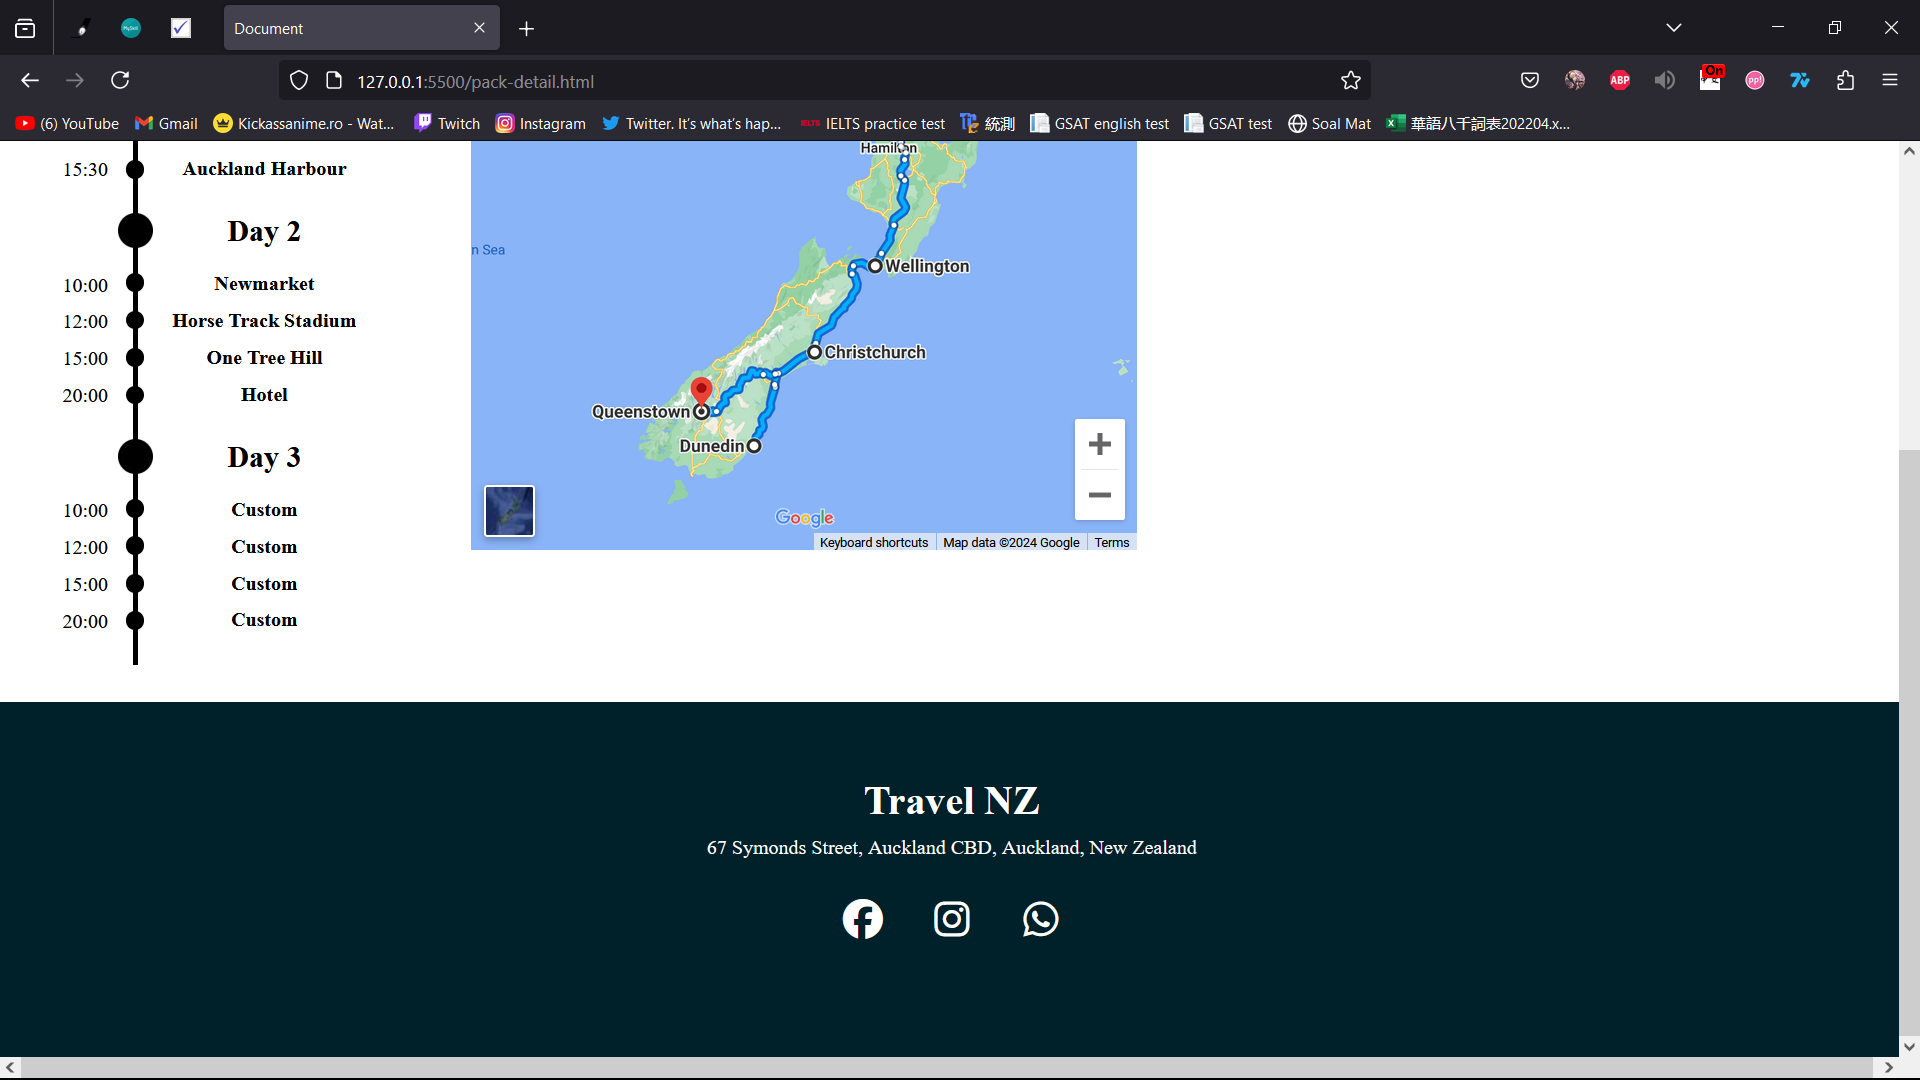 Document
127.0.0.1:5500/pack-detail.html
ABP
On
pp!
(6) YouTube
Gmail
Kickassanime.ro - Wat...
Twitch
Instagram
Twitter. It's what's hap...
IELTS IELTS practice test
統測
GSAT english test
GSAT test
Soal Mat
華語八千詞表202204.x...
15:30 Auckland Harbour
Day 2
10:00 Newmarket
12:00 Horse Track Stadium
15:00 One Tree Hill
20:00 Hotel
Day 3
10:00 Custom
12:00 Custom
15:00 Custom
20:00 Custom
Hamilton
n Sea
Wellington
Christchurch
Queenstown
Dunedin
Google
Keyboard shortcuts
Map data ©2024 Google
Terms
Travel NZ
67 Symonds Street, Auckland CBD, Auckland, New Zealand